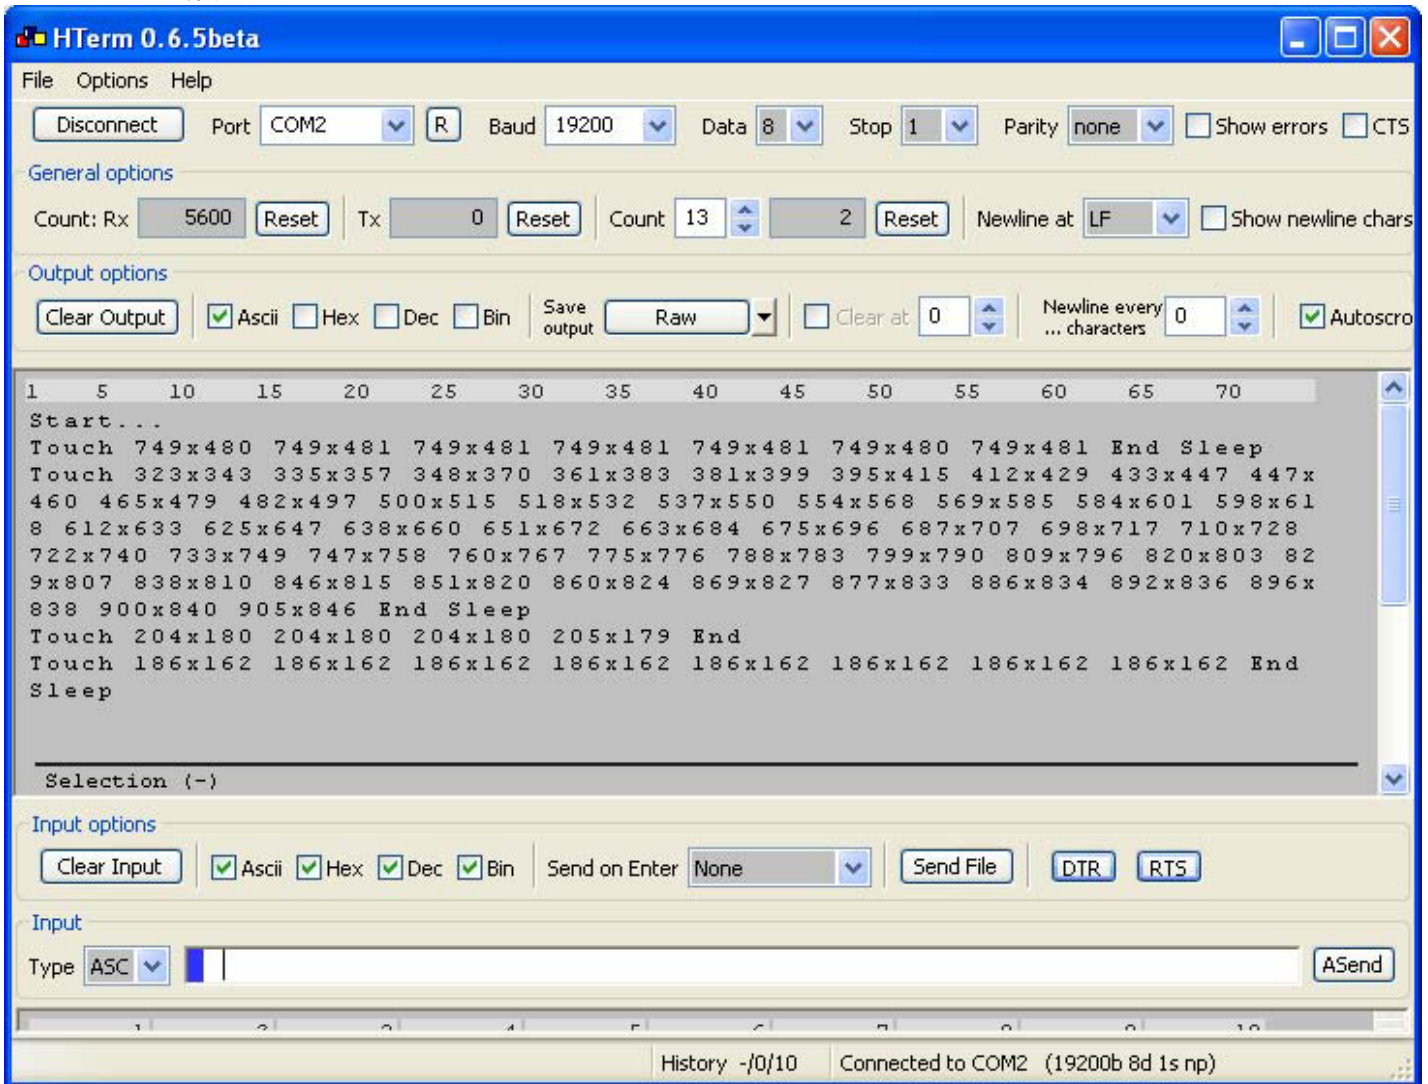 HTerm 0.6.5beta
File Options Help
Disconnect Port COM2 R Baud 19200 Data 8 Stop 1 Parity none Show errors CTS
General options
Count: Rx 5600 Reset Tx 0 Reset Count 13 2 Reset Newline at LF Show newline chars
Output options
Clear Output Ascii Hex Dec Bin Save output Raw Clear at 0 Newline every ... characters 0 Autoscro
1 5 10 15 20 25 30 35 40 45 50 55 60 65 70
Start...
Touch 749x480 749x481 749x481 749x481 749x481 749x480 749x481 End Sleep
Touch 323x343 335x357 348x370 361x383 381x399 395x415 412x429 433x447 447x
460 465x479 482x497 500x515 518x532 537x550 554x568 569x585 584x601 598x61
8 612x633 625x647 638x660 651x672 663x684 675x696 687x707 698x717 710x728
722x740 733x749 747x758 760x767 775x776 788x783 799x790 809x796 820x803 82
9x807 838x810 846x815 851x820 860x824 869x827 877x833 886x834 892x836 896x
838 900x840 905x846 End Sleep
Touch 204x180 204x180 204x180 205x179 End
Touch 186x162 186x162 186x162 186x162 186x162 186x162 186x162 186x162 End
Sleep
Selection (-)
Input options
Clear Input Ascii Hex Dec Bin Send on Enter None Send File DTR RTS
Input
Type ASC ASend
History -/0/10 Connected to COM2 (19200b 8d 1s np)